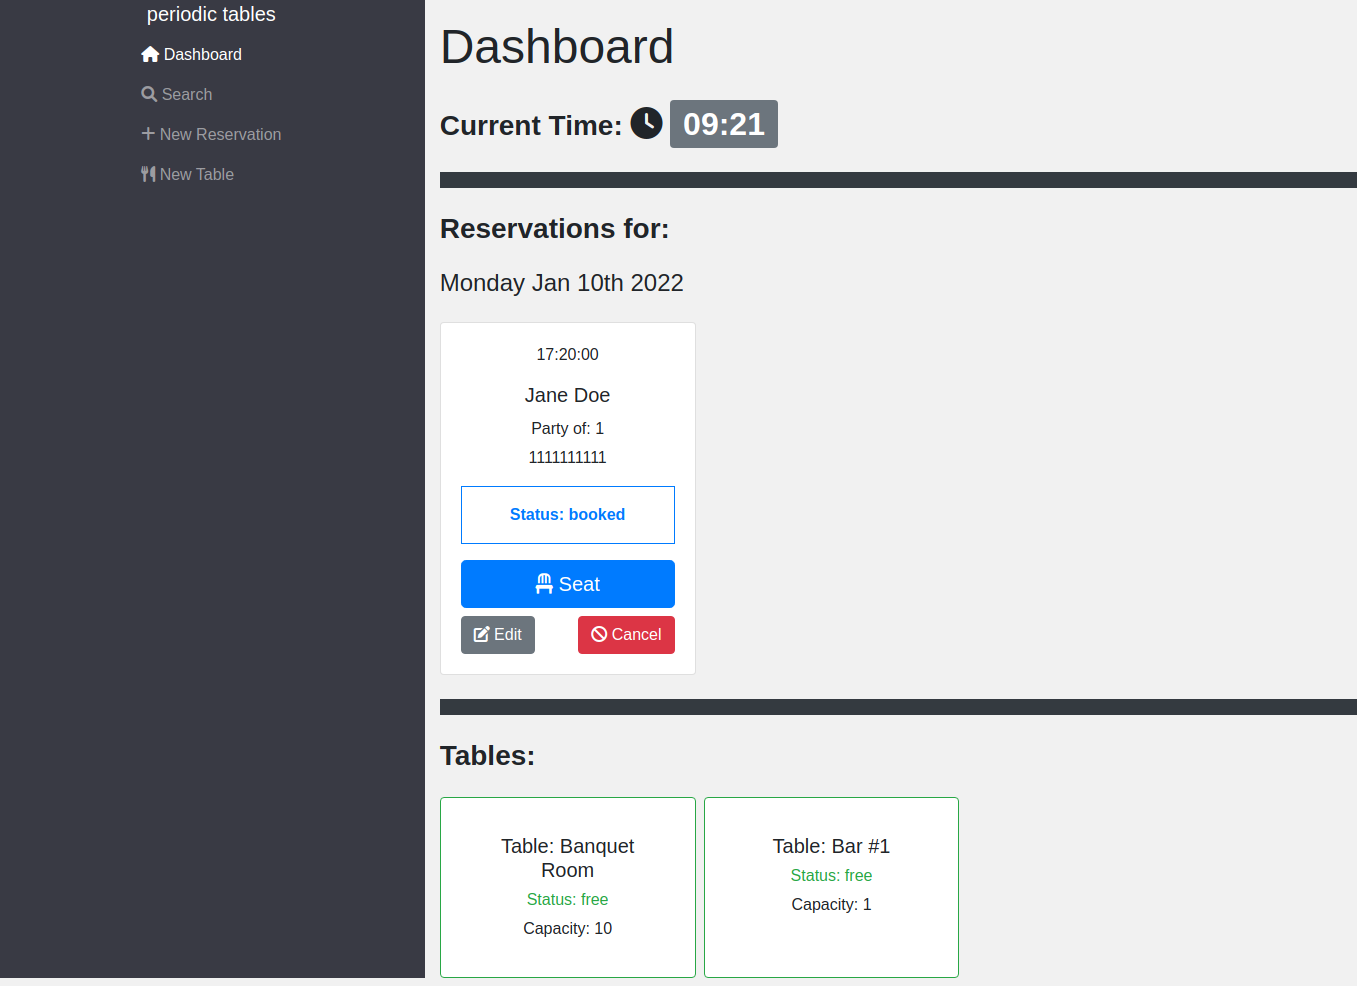 periodic tables
Dashboard
Search
New Reservation
New Table
Dashboard
Current Time: 09:21
Reservations for:
Monday Jan 10th 2022
17:20:00
Jane Doe
Party of: 1
1111111111
Status: booked
Seat
Edit
Cancel
Tables:
Table: Banquet
Room
Status: free
Capacity: 10
Table: Bar #1
Status: free
Capacity: 1